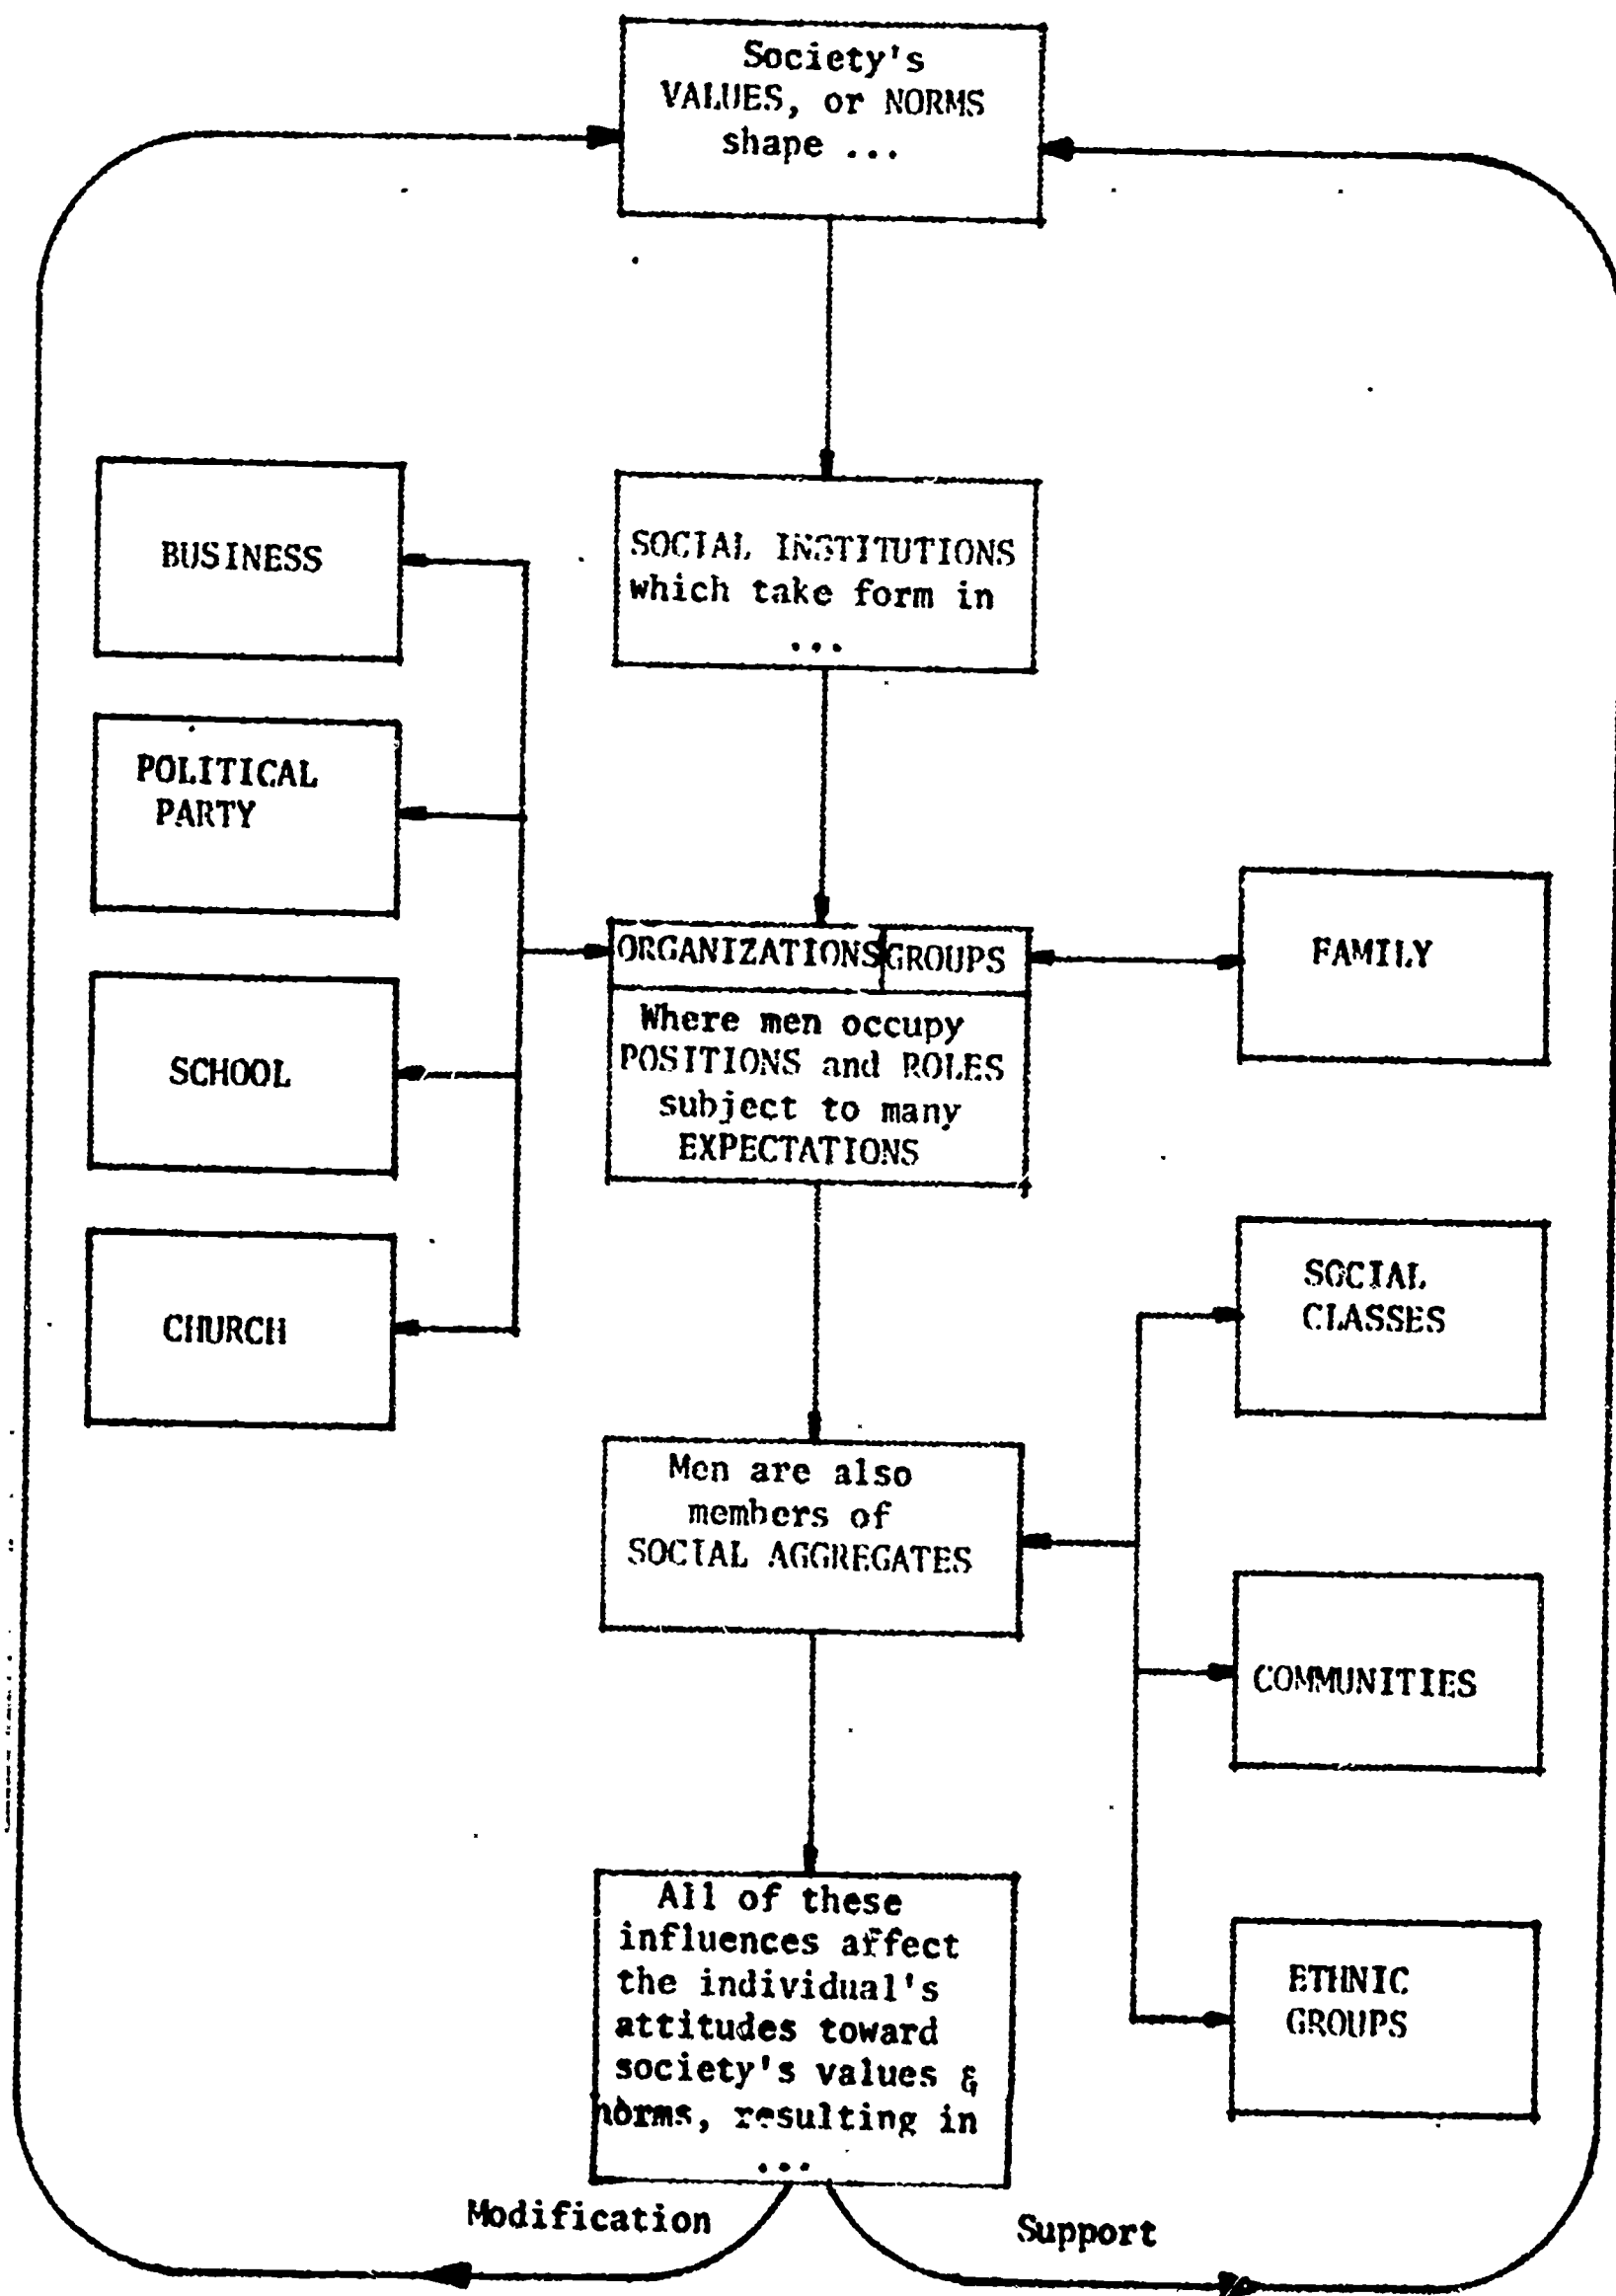 Society's
VALUES, or NORMS
shape ...
BUSINESS
SOCIAL INSTITUTIONS
which take form in
...
POLITICAL
PARTY
ORGANIZATIONS
GROUPS
FAMILY
Where men occupy
POSITIONS and ROLES
subject to many
EXPECTATIONS
SCHOOL
SOCIAL
CLASSES
CHURCH
Men are also
members of
SOCIAL AGGREGATES
COMMUNITIES
All of these
influences affect
the individual's
attitudes toward
society's values &
norms, resulting in
...
ETHNIC
GROUPS
Modification
Support